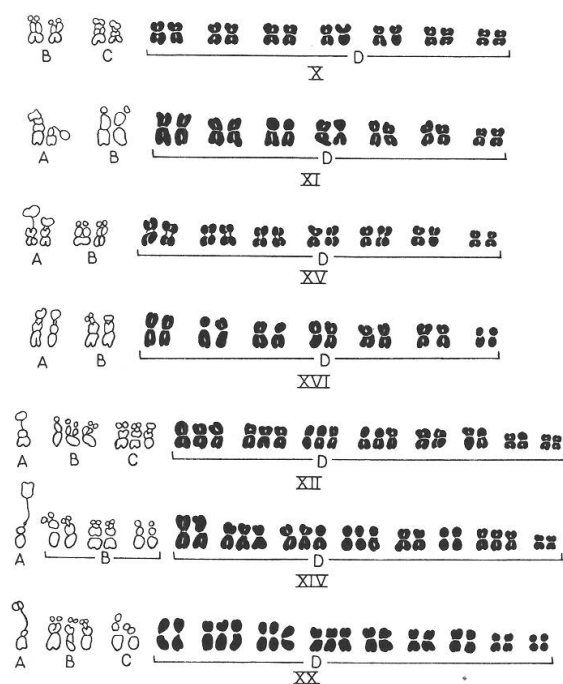 B C D
X
A B D
XI
A B D
XV
A B D
XVI
A B C D
XII
A B D
XIV
A B C D
XX